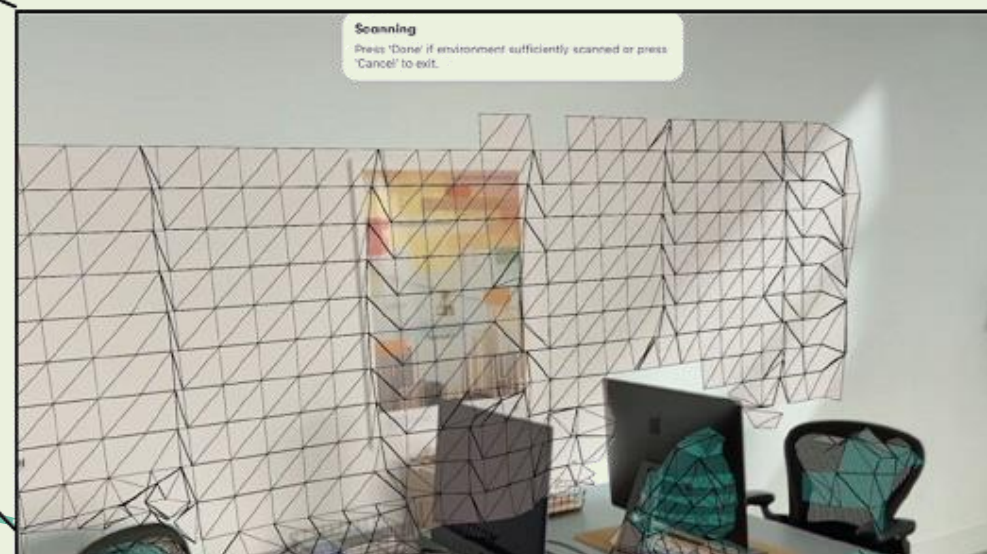 Scanning
Press 'Done' if environment sufficiently scanned or press
'Cancel' to exit.